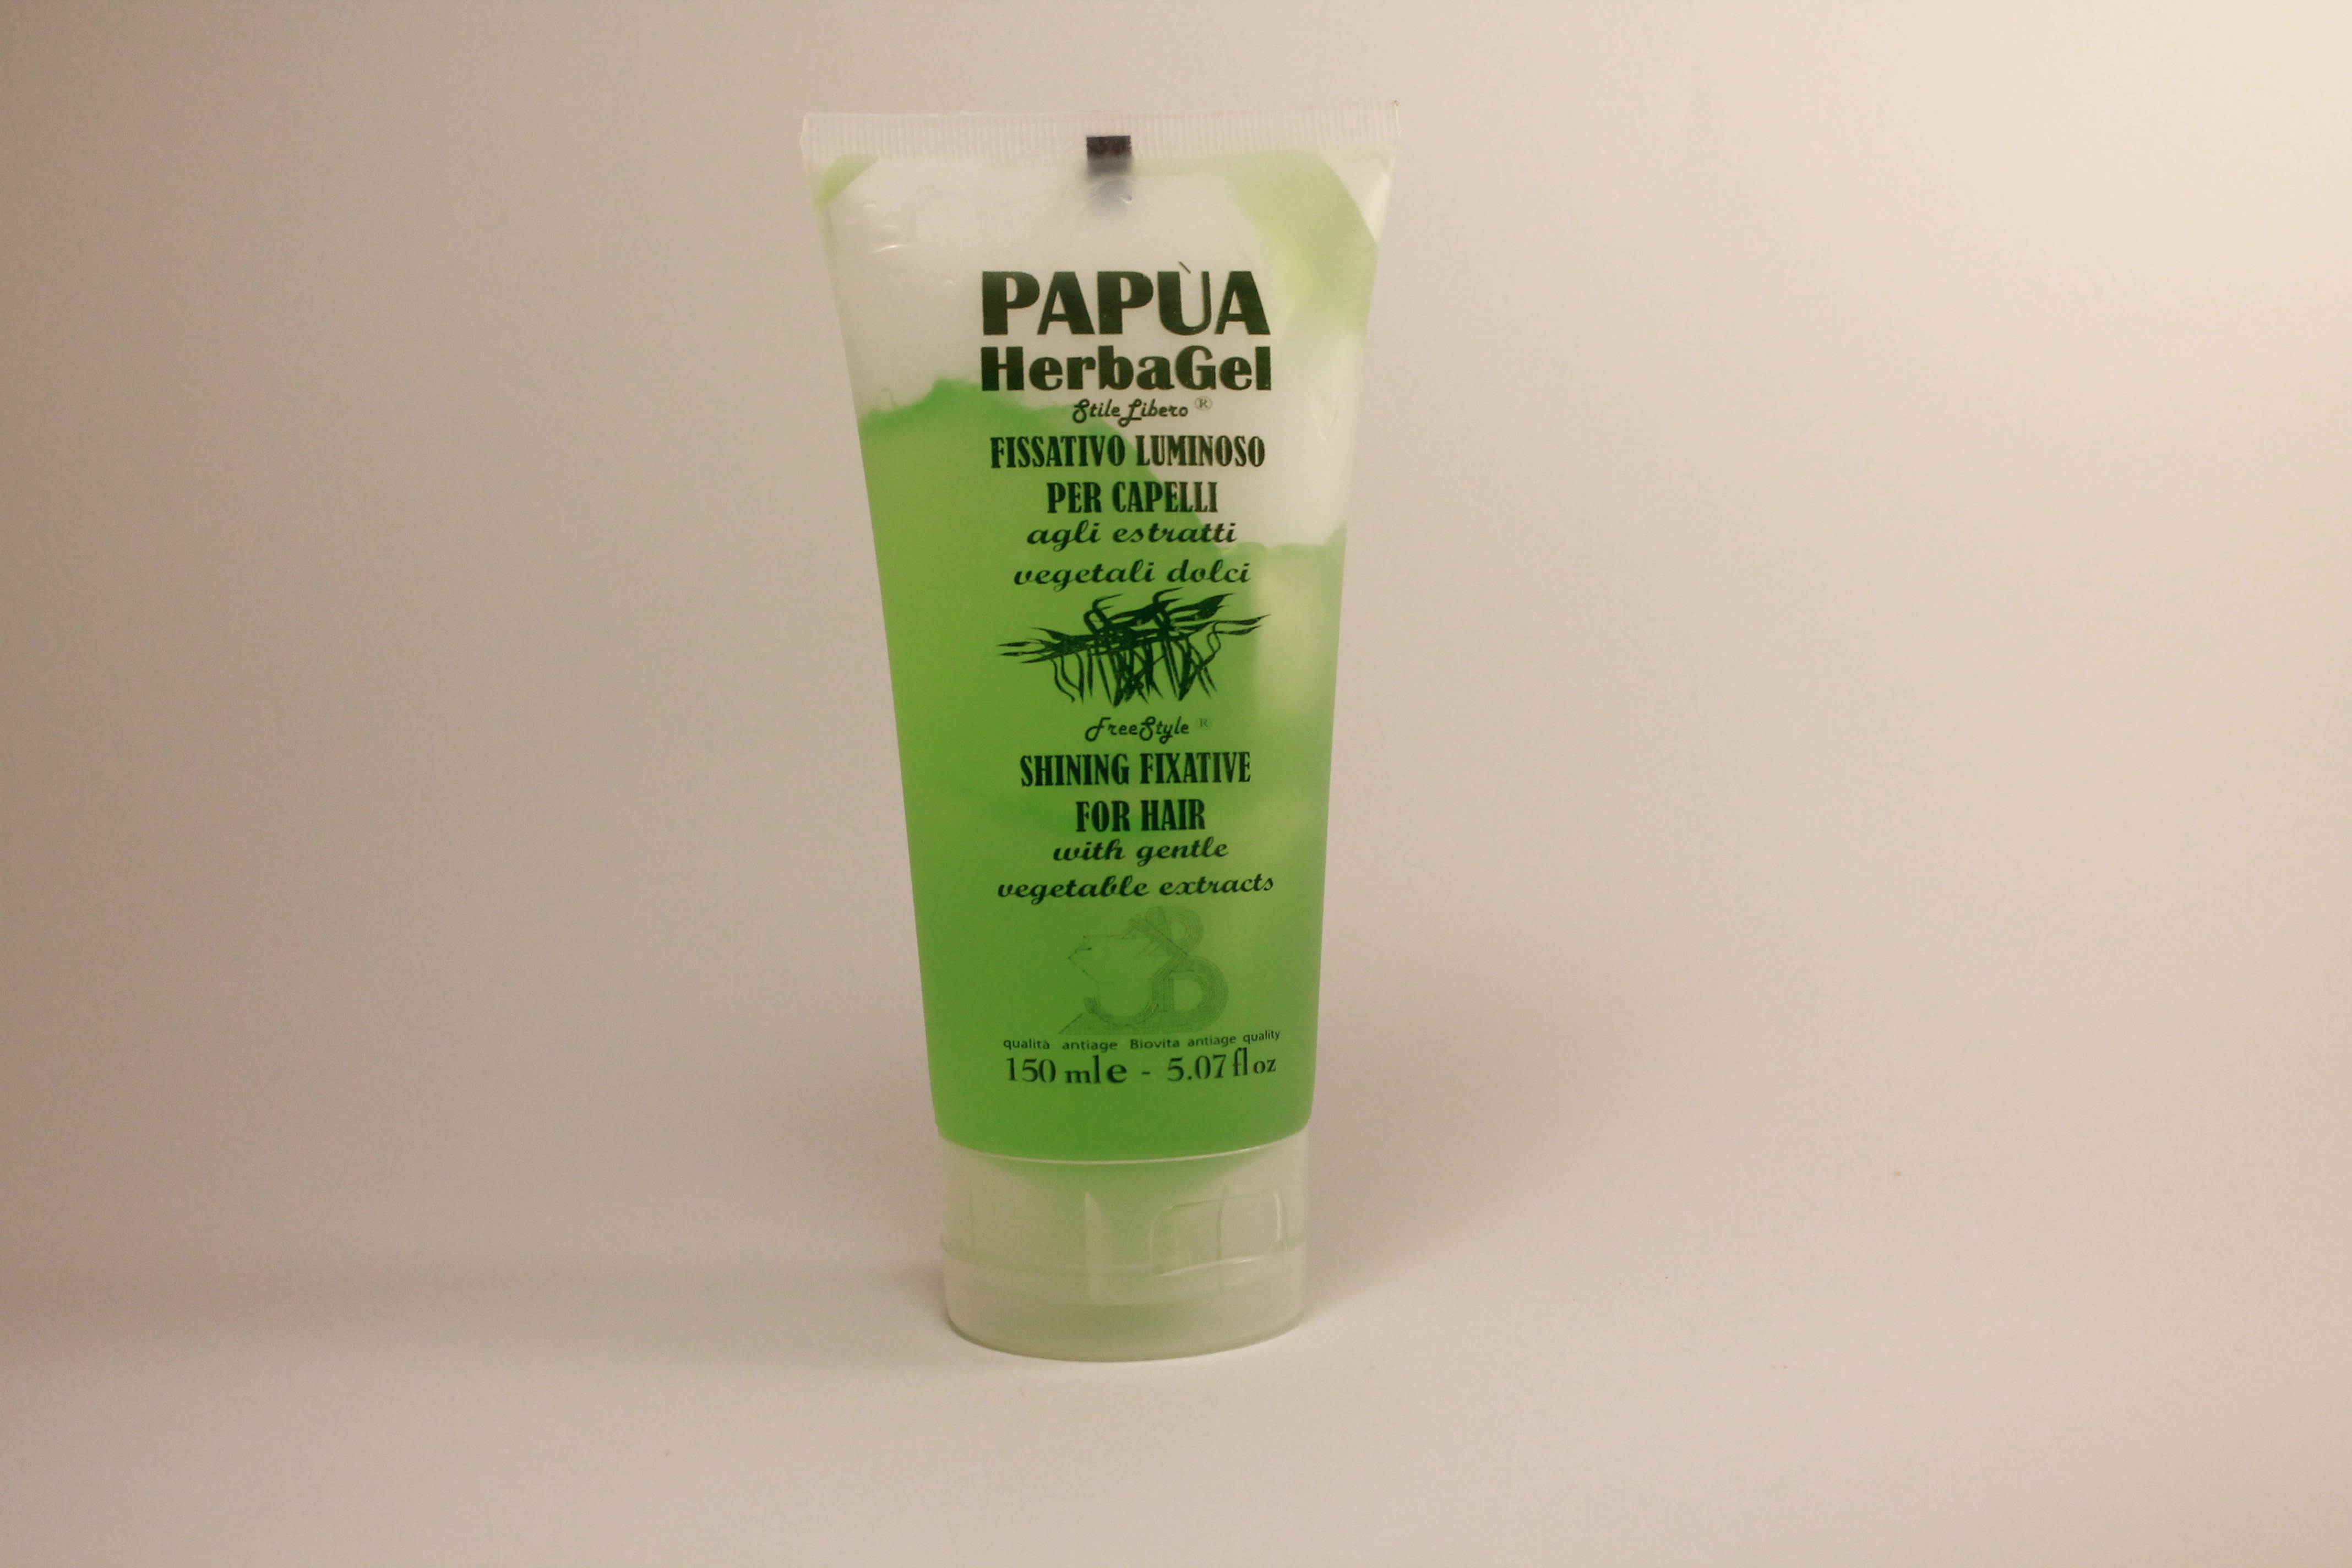 PAPÙA
HerbaGel
Stile Libero ®
FISSATIVO LUMINOSO
PER CAPELLI
agli estratti
vegetali dolci
FreeStyle ®
SHINING FIXATIVE
FOR HAIR
with gentle
vegetable extracts
qualità antiage Biovita antiage quality
150 ml e - 5.07 fl oz